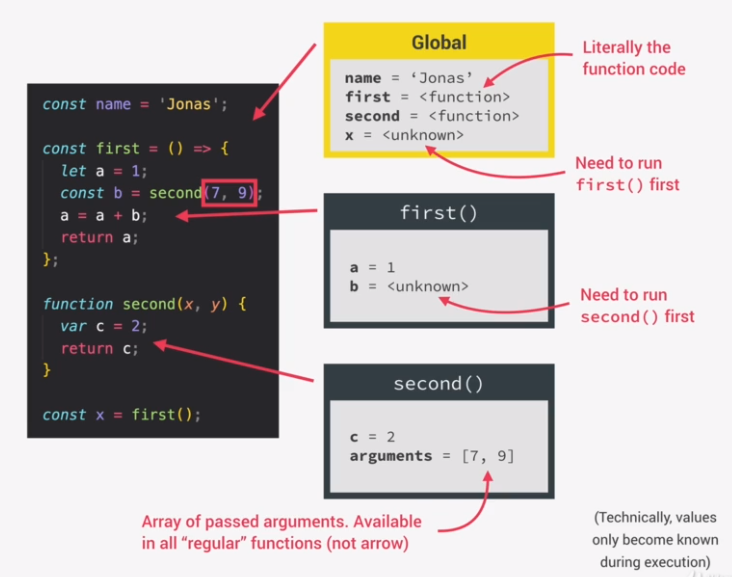 const name = 'Jonas';
const first = () => {
let a = 1;
const b = second(7, 9);
a = a + b;
return a;
};
function second(x, y) {
var c = 2;
return c;
}
const x = first();
Global
name = ‘Jonas’
first = <function>
second = <function>
x = <unknown>
Literally the
function code
Need to run
first() first
first()
a = 1
b = <unknown>
Need to run
second() first
second()
c = 2
arguments = [7, 9]
Array of passed arguments. Available
in all “regular” functions (not arrow)
(Technically, values
only become known
during execution)